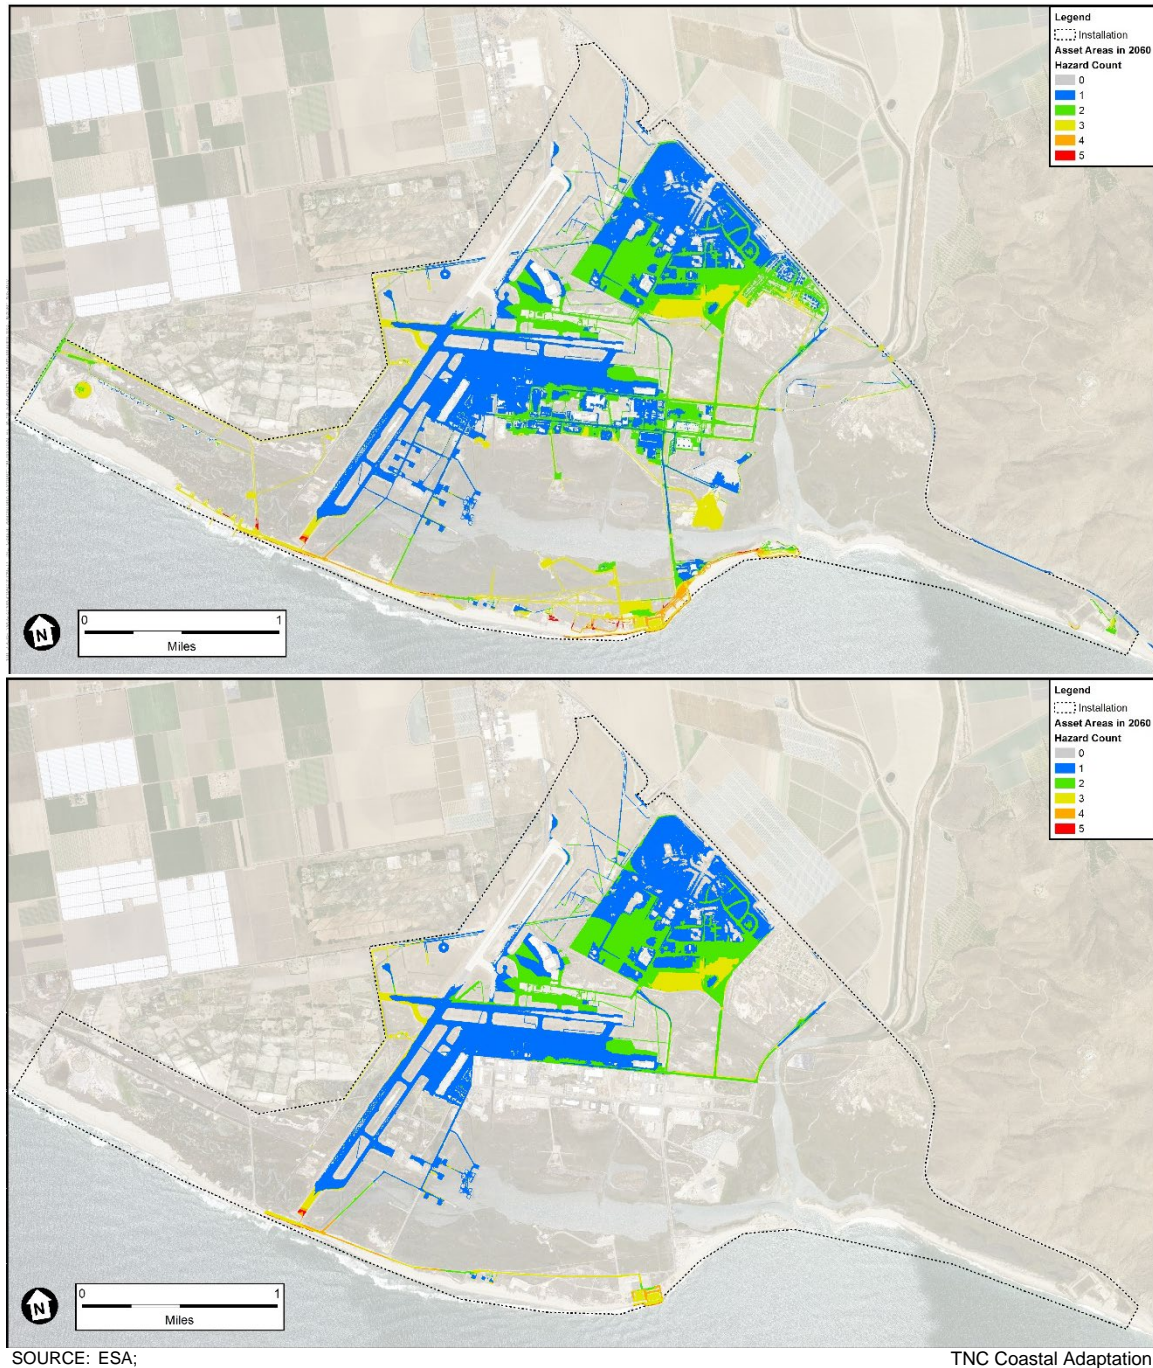 Legend
Installation
Asset Areas in 2060
Hazard Count
0
1
2
3
4
5
N
0 1
Miles
Legend
Installation
Asset Areas in 2060
Hazard Count
0
1
2
3
4
5
N
0 1
Miles
SOURCE: ESA; TNC Coastal Adaptation